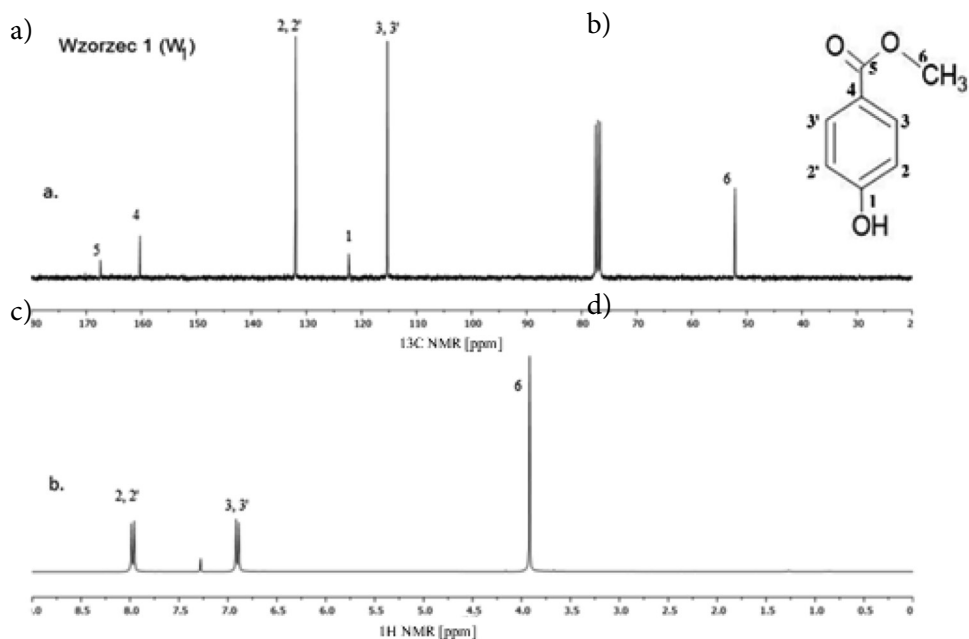 a)
Wzorzec 1 (W1)
2, 2'
3, 3'
b)
O
O
6
CH3
5
4
3'
3
2'
2
1
OH
a.
5
4
1
6
c)
d)
90 170 160 150 140 130 120 110 100 90 80 70 60 50 40 30 2
13C NMR [ppm]
6
b.
2, 2'
3, 3'
.0 8.5 8.0 7.5 7.0 6.5 6.0 5.5 5.0 4.5 4.0 3.5 3.0 2.5 2.0 1.5 1.0 0.5 0
1H NMR [ppm]